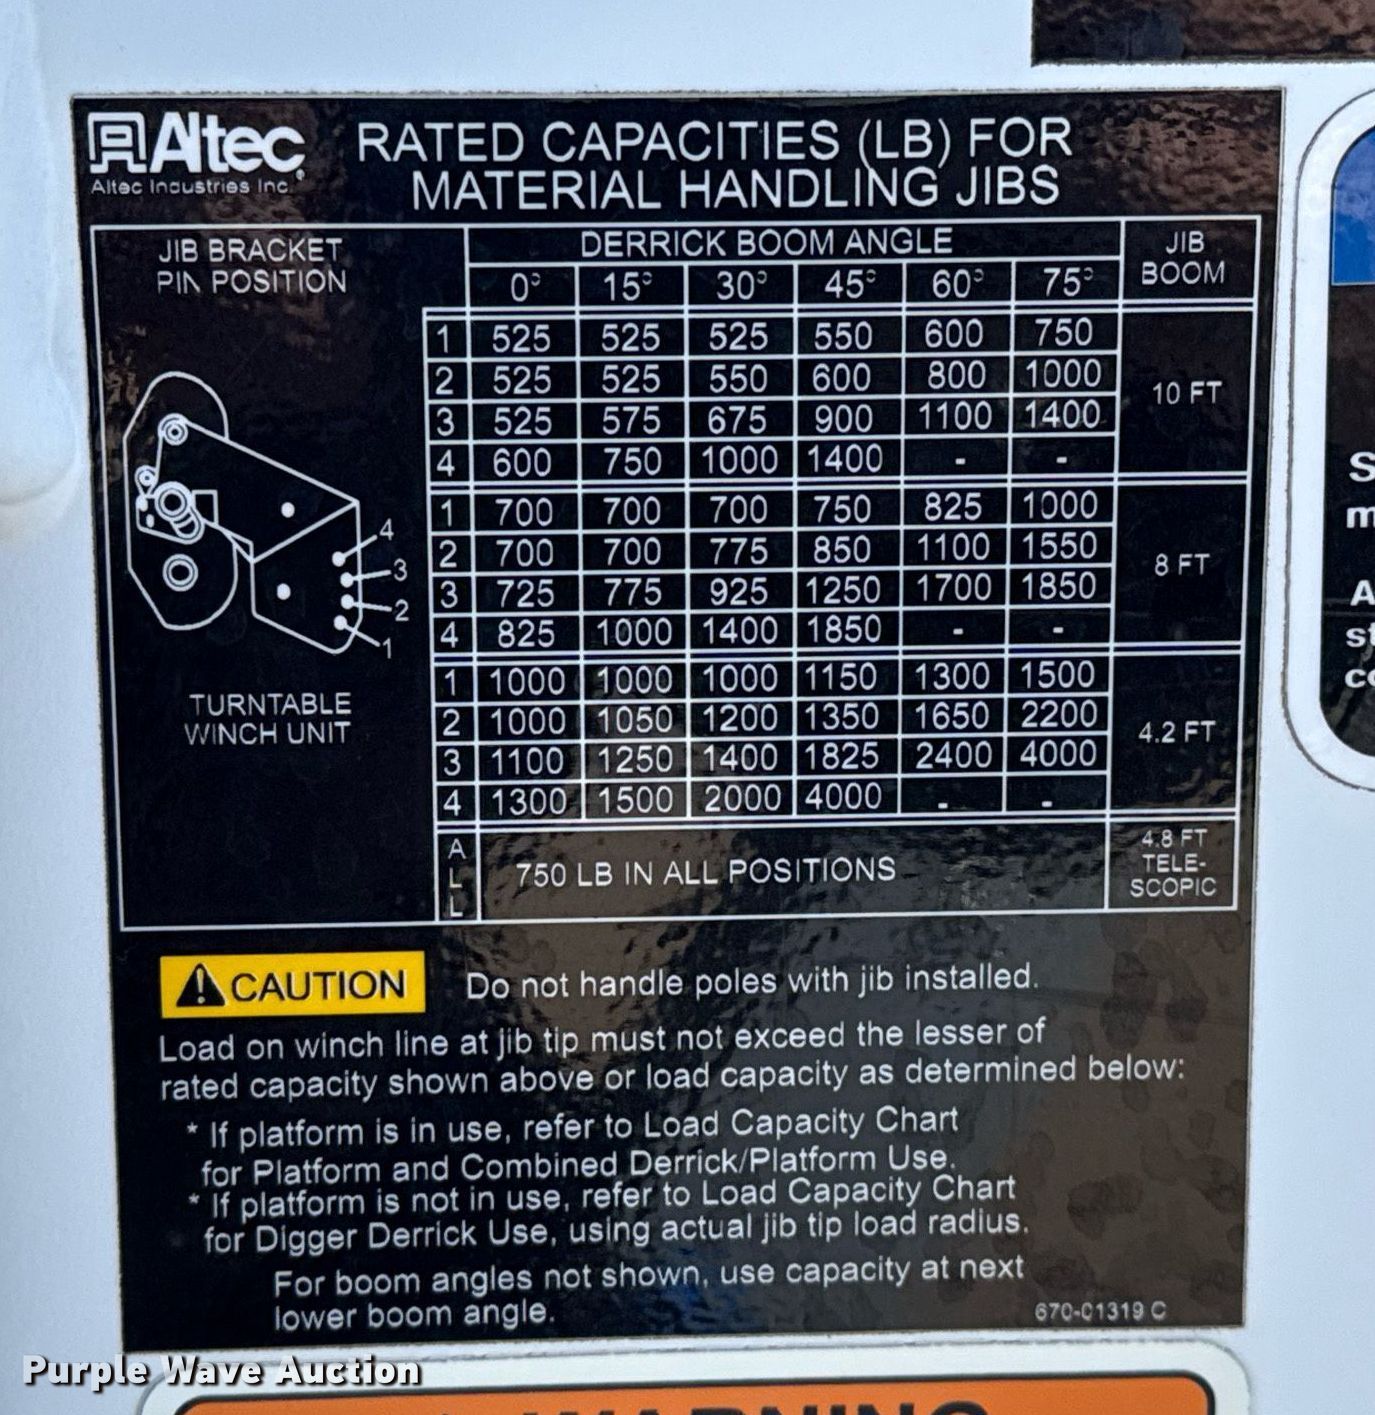 Altec
Altec Industries Inc.
RATED CAPACITIES (LB) FOR
MATERIAL HANDLING JIBS
JIB BRACKET
PIN POSITION
DERRICK BOOM ANGLE
JIB
BOOM
0° 15° 30° 45° 60° 75°
1 525 525 525 550 600 750
2 525 525 550 600 800 1000
10 FT
3 525 575 675 900 1100 1400
4 600 750 1000 1400 - -
1 700 700 700 750 825 1000
2 700 700 775 850 1100 1550
8 FT
3 725 775 925 1250 1700 1850
4 825 1000 1400 1850 - -
1 1000 1000 1000 1150 1300 1500
2 1000 1050 1200 1350 1650 2200
4.2 FT
3 1100 1250 1400 1825 2400 4000
4 1300 1500 2000 4000 - -
4
3
2
1
TURNTABLE
WINCH UNIT
ALL
750 LB IN ALL POSITIONS
4.8 FT
TELE-
SCOPIC
CAUTION Do not handle poles with jib installed.
Load on winch line at jib tip must not exceed the lesser of
rated capacity shown above or load capacity as determined below:
* If platform is in use, refer to Load Capacity Chart
for Platform and Combined Derrick/Platform Use.
* If platform is not in use, refer to Load Capacity Chart
for Digger Derrick Use, using actual jib tip load radius.
For boom angles not shown, use capacity at next
lower boom angle.
670-01319 C
Purple Wave Auction